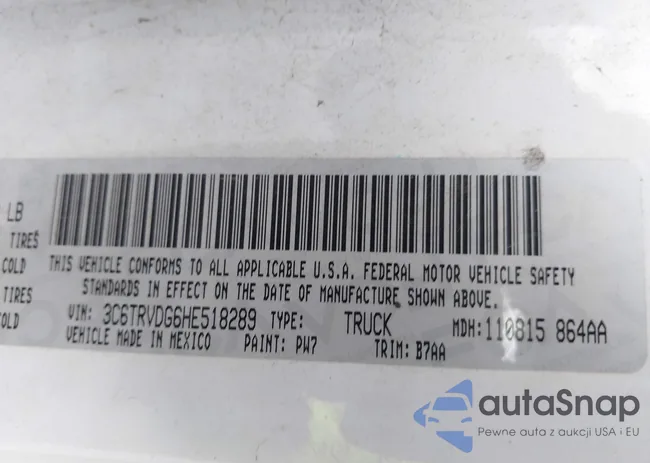 LB
TIRES
COLD
TIRES
COLD
THIS VEHICLE CONFORMS TO ALL APPLICABLE U.S.A. FEDERAL MOTOR VEHICLE SAFETY
STANDARDS IN EFFECT ON THE DATE OF MANUFACTURE SHOWN ABOVE.
VIN: 3C6TRVDG6HE518289 TYPE: TRUCK MDH:110815 864AA
VEHICLE MADE IN MEXICO PAINT: PW7 TRIM: B7AA
autoSnap
Pewne auta z aukcji USA i EU